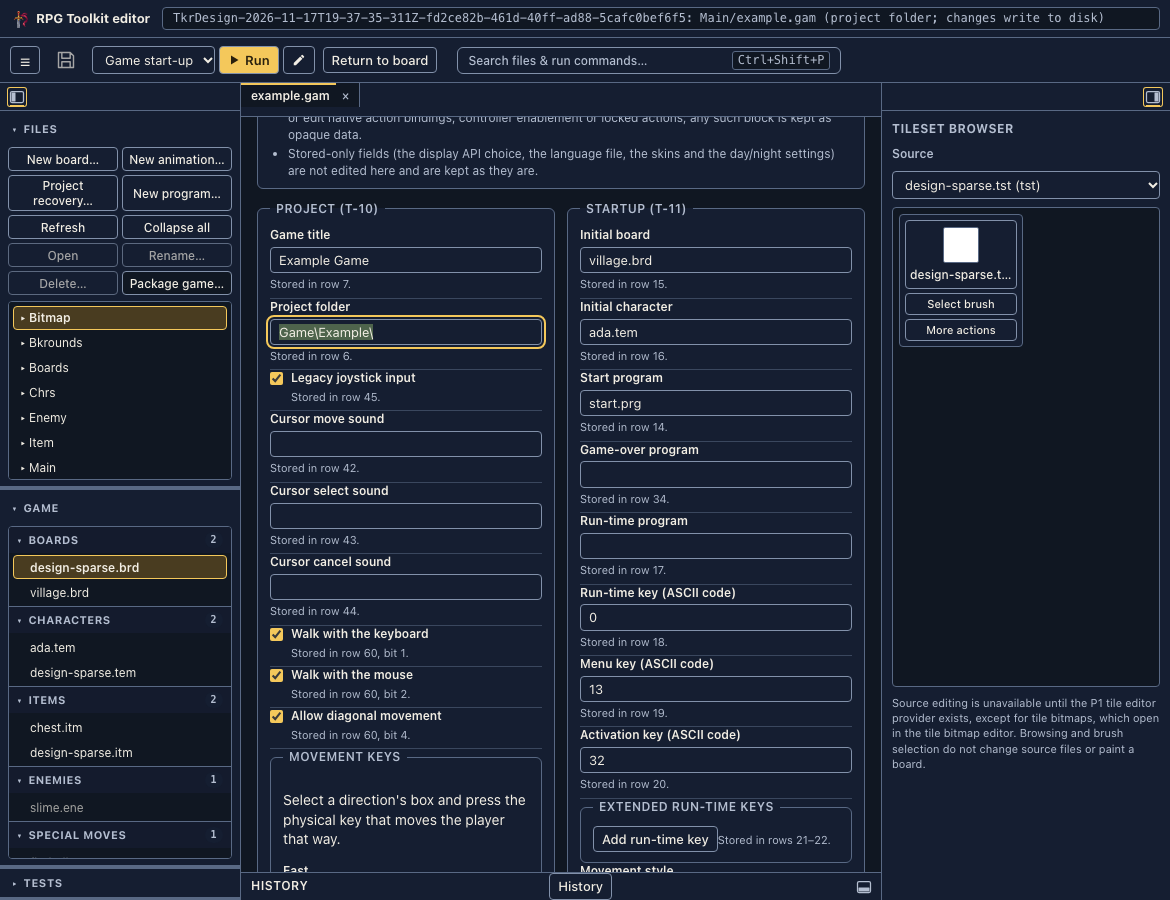 RPG Toolkit editor
TkrDesign-2026-11-17T19-37-35-311Z-fd2ce82b-461d-40ff-ad88-5cafc0bef6f5: Main/example.gam (project folder; changes write to disk)
Game start-up
Run
Return to board
Search files & run commands...
Ctrl+Shift+P
FILES
New board...
New animation...
Project recovery...
New program...
Refresh
Collapse all
Open
Rename...
Delete...
Package game...
Bitmap
Bkrounds
Boards
Chrs
Enemy
Item
Main
GAME
BOARDS 2
design-sparse.brd
village.brd
CHARACTERS 2
ada.tem
design-sparse.tem
ITEMS 2
chest.itm
design-sparse.itm
ENEMIES 1
slime.ene
SPECIAL MOVES 1
TESTS
example.gam ×
or edit native action bindings, controller enablement or locked actions; any such block is kept as
opaque data.
• Stored-only fields (the display API choice, the language file, the skins and the day/night settings)
are not edited here and are kept as they are.
PROJECT (T-10)
Game title
Example Game
Stored in row 7.
Project folder
Game\Example\
Stored in row 6.
Legacy joystick input
Stored in row 45.
Cursor move sound
Stored in row 42.
Cursor select sound
Stored in row 43.
Cursor cancel sound
Stored in row 44.
Walk with the keyboard
Stored in row 60, bit 1.
Walk with the mouse
Stored in row 60, bit 2.
Allow diagonal movement
Stored in row 60, bit 4.
MOVEMENT KEYS
Select a direction's box and press the
physical key that moves the player
that way.
East
STARTUP (T-11)
Initial board
village.brd
Stored in row 15.
Initial character
ada.tem
Stored in row 16.
Start program
start.prg
Stored in row 14.
Game-over program
Stored in row 34.
Run-time program
Stored in row 17.
Run-time key (ASCII code)
0
Stored in row 18.
Menu key (ASCII code)
13
Stored in row 19.
Activation key (ASCII code)
32
Stored in row 20.
EXTENDED RUN-TIME KEYS
Add run-time key
Stored in rows 21–22.
Movement style
HISTORY
History
TILESET BROWSER
Source
design-sparse.tst (tst)
design-sparse.t...
Select brush
More actions
Source editing is unavailable until the P1 tile editor
provider exists, except for tile bitmaps, which open
in the tile bitmap editor. Browsing and brush
selection do not change source files or paint a
board.